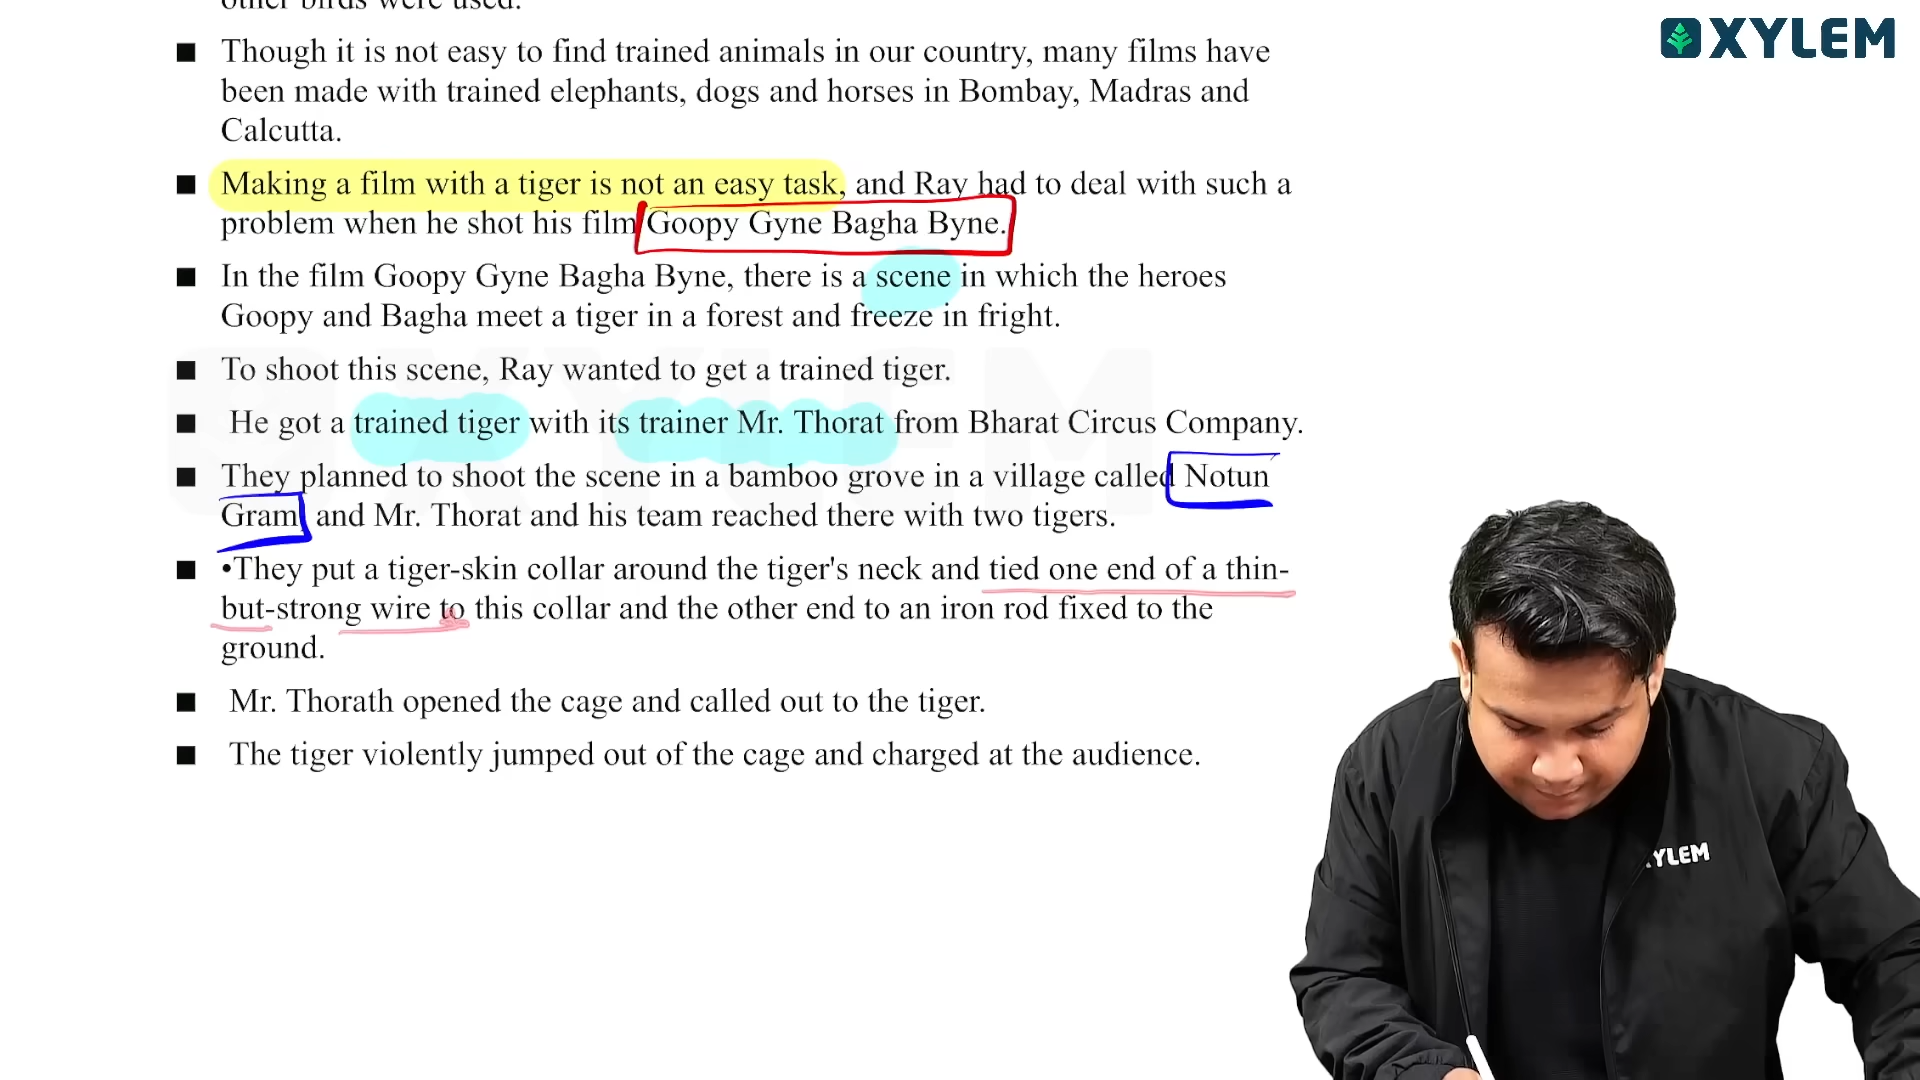 other birds were used.
XYLEM
■ Though it is not easy to find trained animals in our country, many films have
been made with trained elephants, dogs and horses in Bombay, Madras and
Calcutta.
■ Making a film with a tiger is not an easy task, and Ray had to deal with such a
problem when he shot his film Goopy Gyne Bagha Byne.
■ In the film Goopy Gyne Bagha Byne, there is a scene in which the heroes
Goopy and Bagha meet a tiger in a forest and freeze in fright.
■ To shoot this scene, Ray wanted to get a trained tiger.
■ He got a trained tiger with its trainer Mr. Thorat from Bharat Circus Company.
■ They planned to shoot the scene in a bamboo grove in a village called Notun
Gram, and Mr. Thorat and his team reached there with two tigers.
■ •They put a tiger-skin collar around the tiger's neck and tied one end of a thin-
but-strong wire to this collar and the other end to an iron rod fixed to the
ground.
■ Mr. Thorath opened the cage and called out to the tiger.
■ The tiger violently jumped out of the cage and charged at the audience.
XYLEM
YLEM